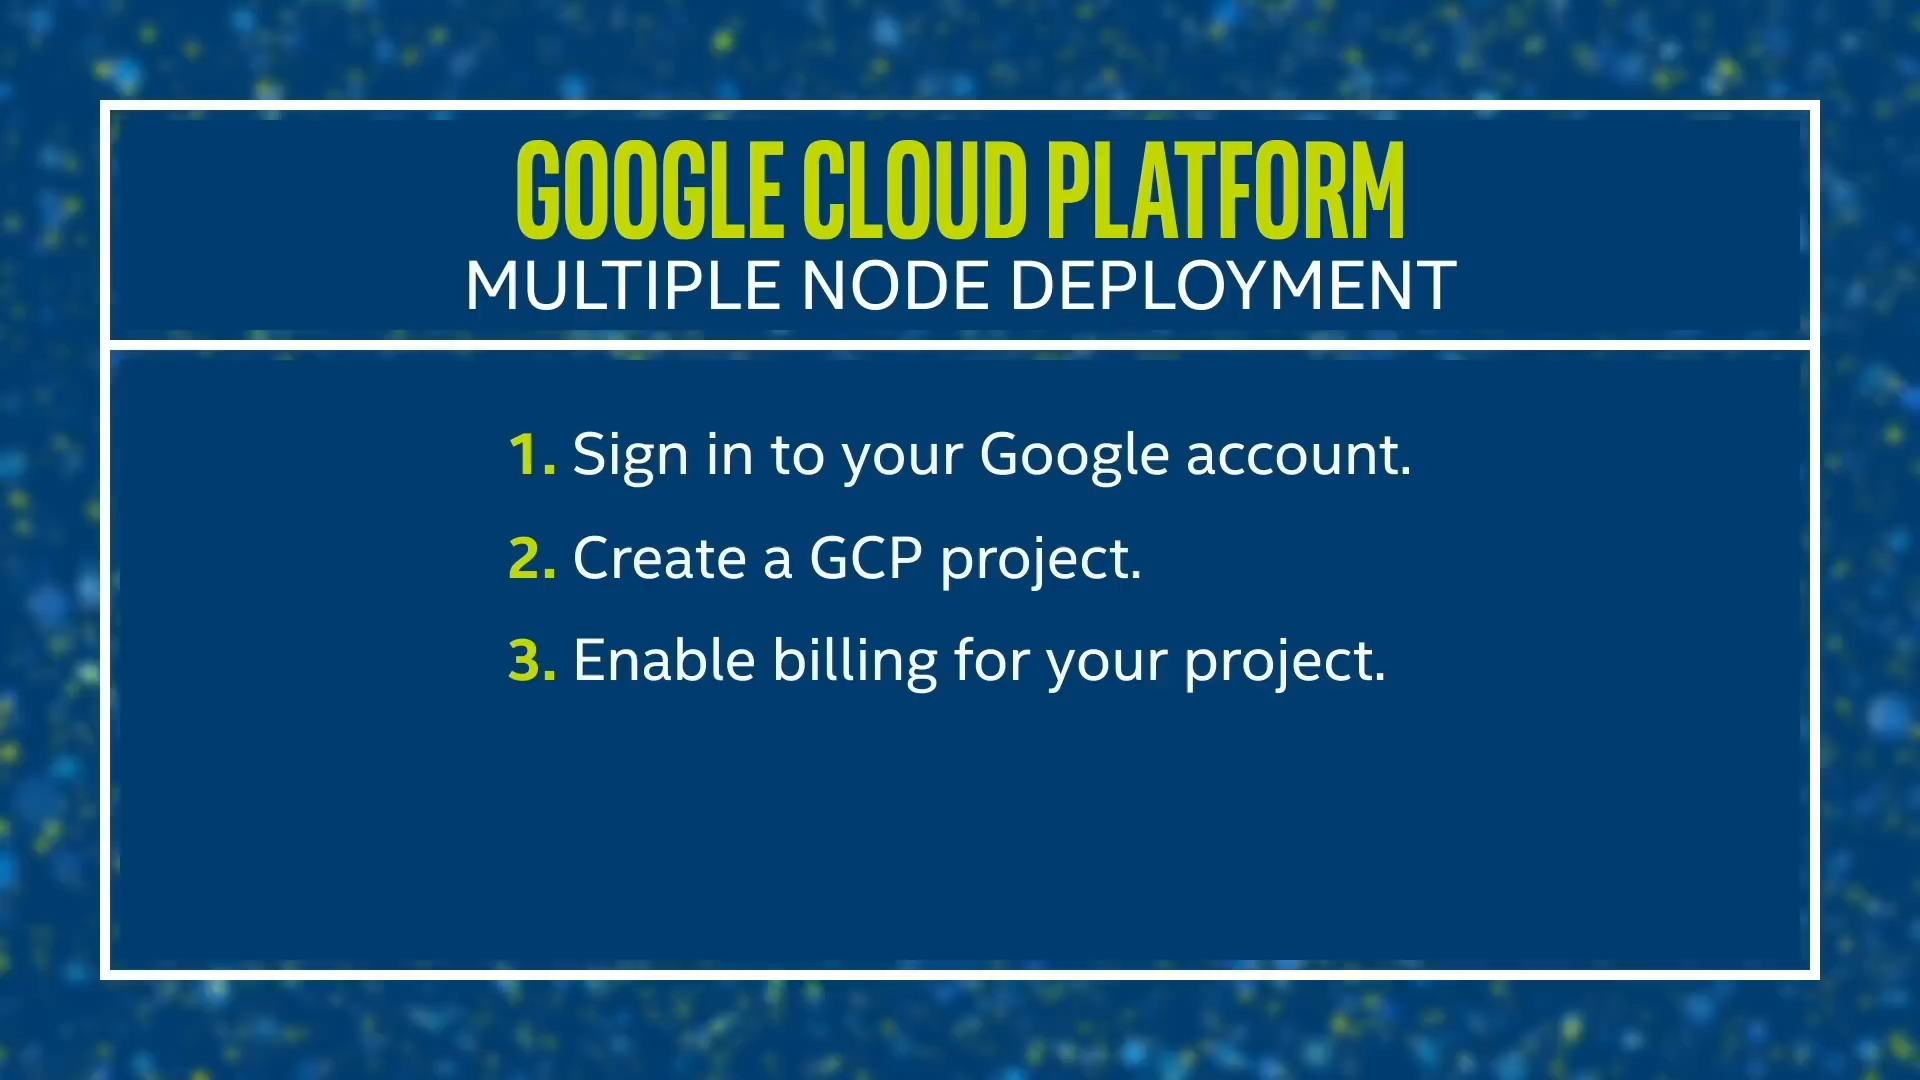 GOOGLE CLOUD PLATFORM
MULTIPLE NODE DEPLOYMENT
1. Sign in to your Google account.
2. Create a GCP project.
3. Enable billing for your project.